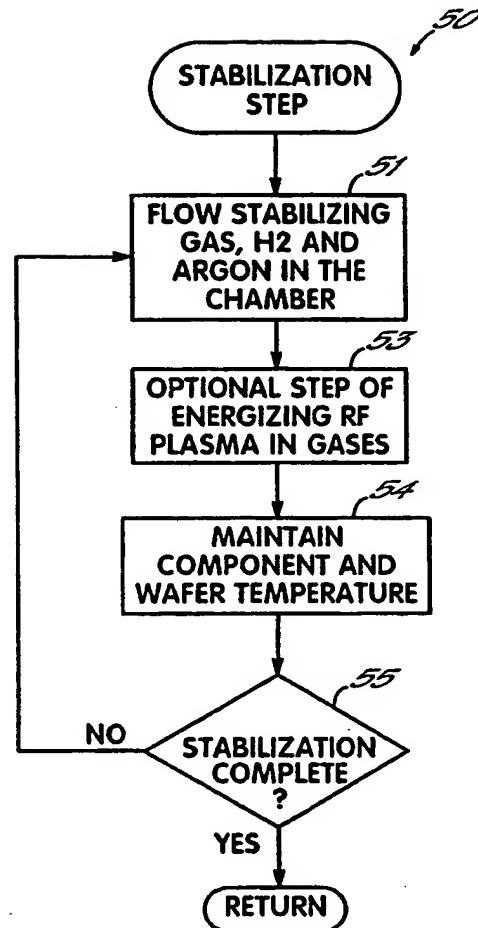 50
STABILIZATION
STEP
51
FLOW STABILIZING
GAS, H2 AND
ARGON IN THE
CHAMBER
53
OPTIONAL STEP OF
ENERGIZING RF
PLASMA IN GASES
54
MAINTAIN
COMPONENT AND
WAFER TEMPERATURE
55
NO
STABILIZATION
COMPLETE
?
YES
RETURN